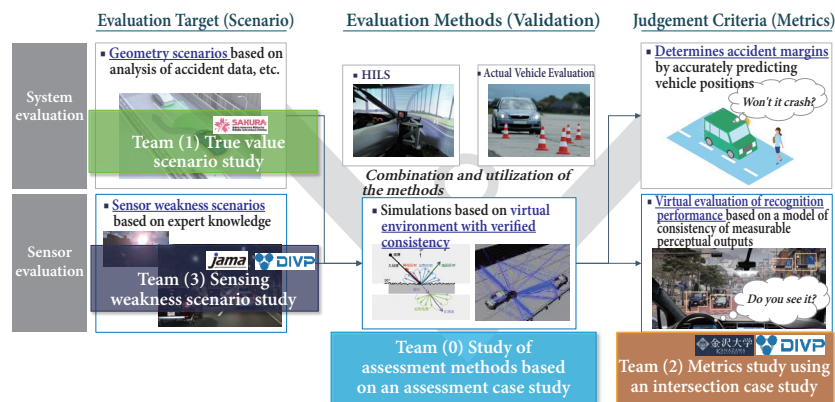 Evaluation Target (Scenario)
Evaluation Methods (Validation)
Judgement Criteria (Metrics)
System
evaluation
▪ Geometry scenarios based on
analysis of accident data, etc.
SAKURA
Team (1) True value
scenario study
▪ HILS
▪ Actual Vehicle Evaluation
Combination and utilization of
the methods
▪ Determines accident margins
by accurately predicting
vehicle positions
Won't it crash?
Sensor
evaluation
▪ Sensor weakness scenarios
based on expert knowledge
jama
DIVP
Team (3) Sensing
weakness scenario study
▪ Simulations based on virtual
environment with verified
consistency
Team (0) Study of
assessment methods based
on an assessment case study
▪ Virtual evaluation of recognition
performance based on a model of
consistency of measurable
perceptual outputs
Do you see it?
金沢大学
KANAZAWA
DIVP
Team (2) Metrics study using
an intersection case study